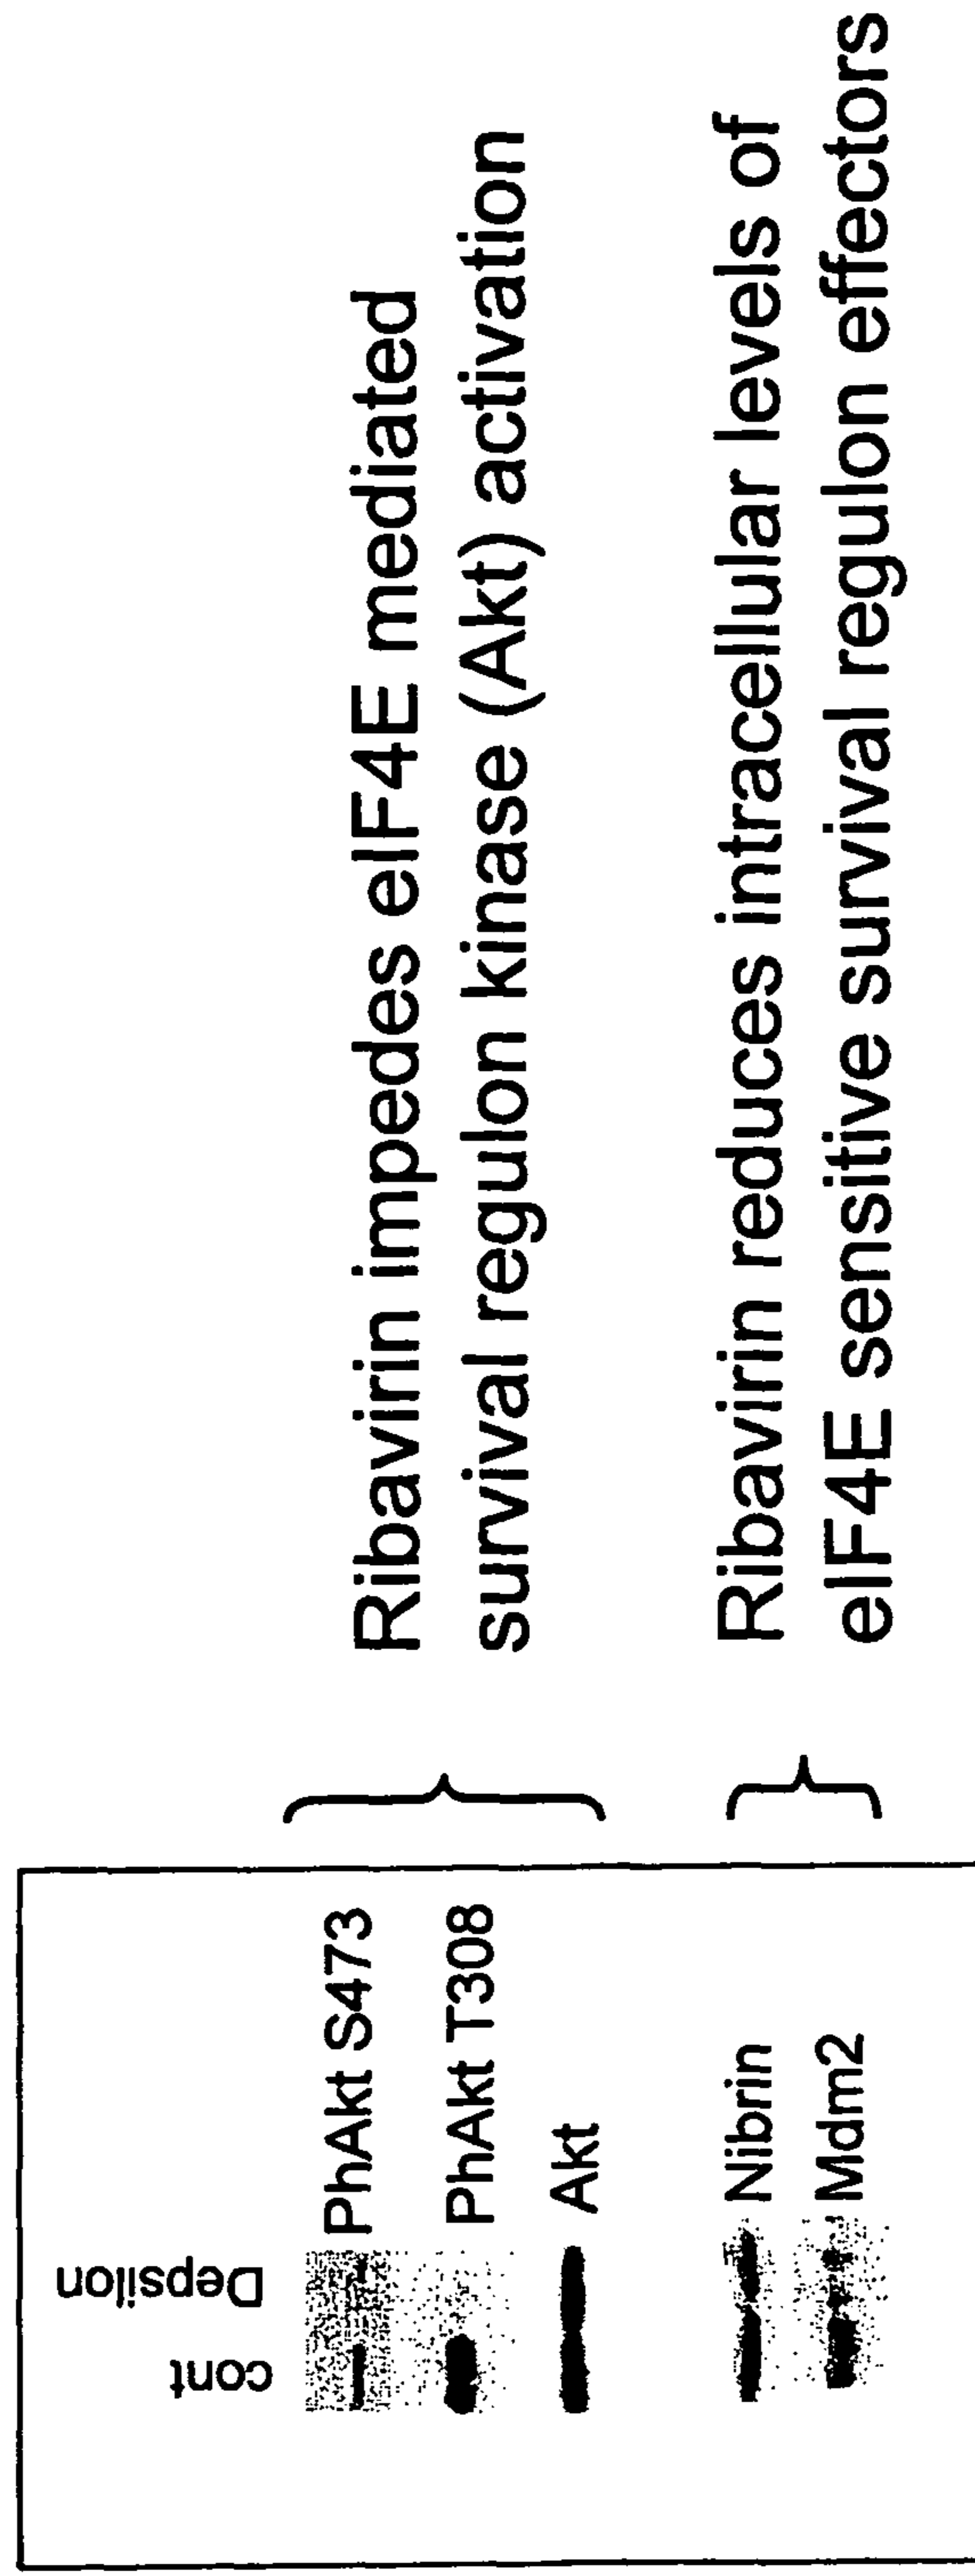 cont
Depsilon
PhAkt S473
PhAkt T308
Akt
Nibrin
Mdm2
Ribavirin impedes eIF4E mediated
survival regulon kinase (Akt) activation
Ribavirin reduces intracellular levels of
eIF4E sensitive survival regulon effectors